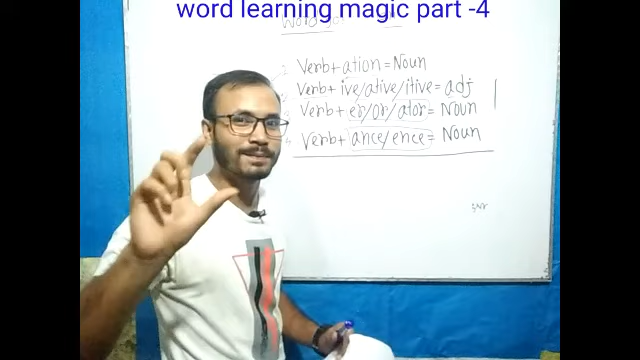 word learning magic part -4
Verb + ation = Noun
Verb + ive/ative/itive = adj
Verb + er/or/ator = Noun
Verb + ance/ence = Noun